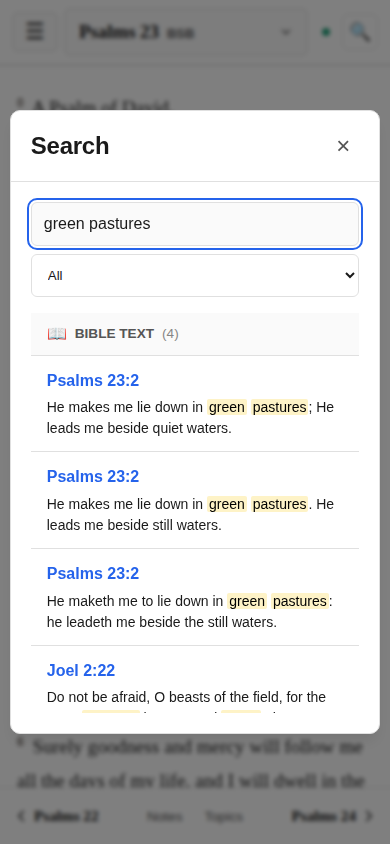 Psalms 23 BSB
A Psalm of David.
Search
×
green pastures
All
BIBLE TEXT (4)
Psalms 23:2
He makes me lie down in green pastures; He
leads me beside quiet waters.
Psalms 23:2
He makes me lie down in green pastures. He
leads me beside still waters.
Psalms 23:2
He maketh me to lie down in green pastures:
he leadeth me beside the still waters.
Joel 2:22
Do not be afraid, O beasts of the field, for the
6 Surely goodness and mercy will follow me
all the days of my life, and I will dwell in the
Psalms 22 Notes Topics Psalms 24